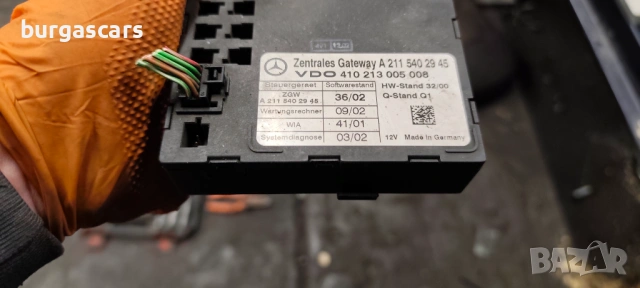 burgascars
Zentrales Gateway A 211 540 29 45
VDO 410 213 005 008
Steuergeraet Softwarestand HW-Stand 32/00
ZGW
A 211 540 29 45 36/02 Q-Stand Q1
Wartungsrechner 09/02
WIA 41/01
Systemdiagnose 03/02 12V Made in Germany
BAZAR